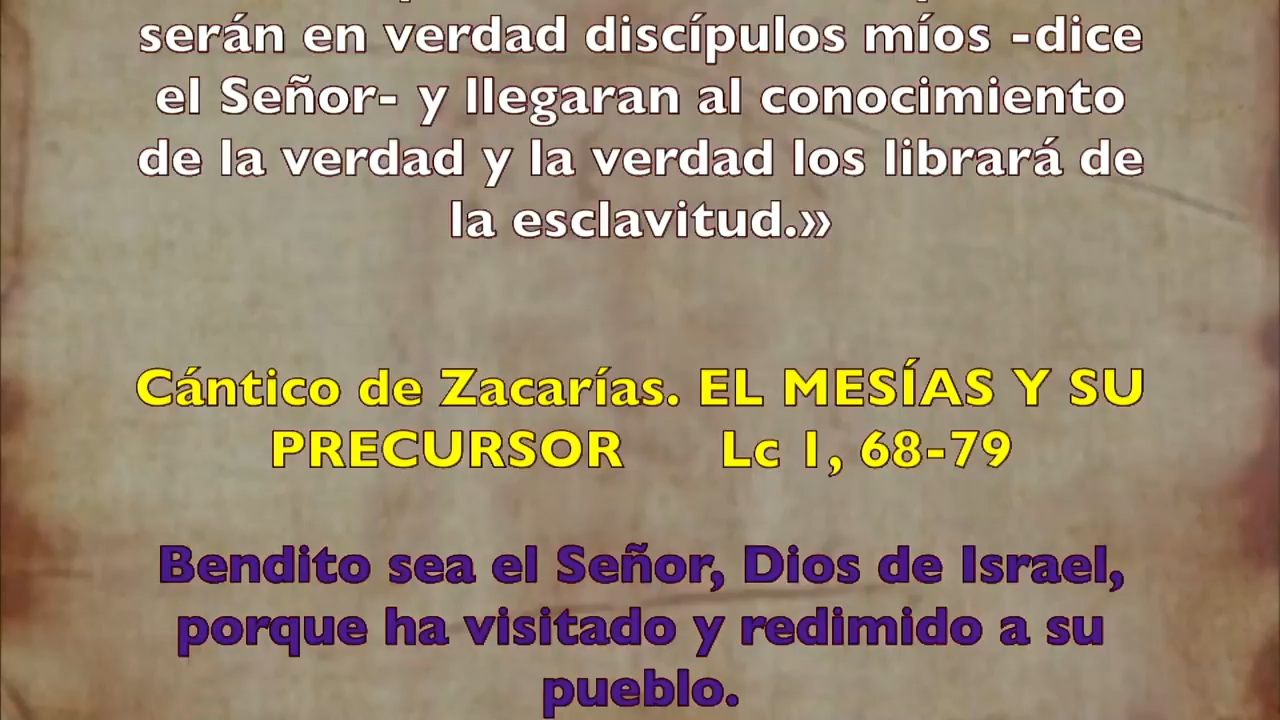 serán en verdad discípulos míos -dice
el Señor- y llegaran al conocimiento
de la verdad y la verdad los librará de
la esclavitud.»
Cántico de Zacarías. EL MESÍAS Y SU
PRECURSOR Lc 1, 68-79
Bendito sea el Señor, Dios de Israel,
porque ha visitado y redimido a su
pueblo.